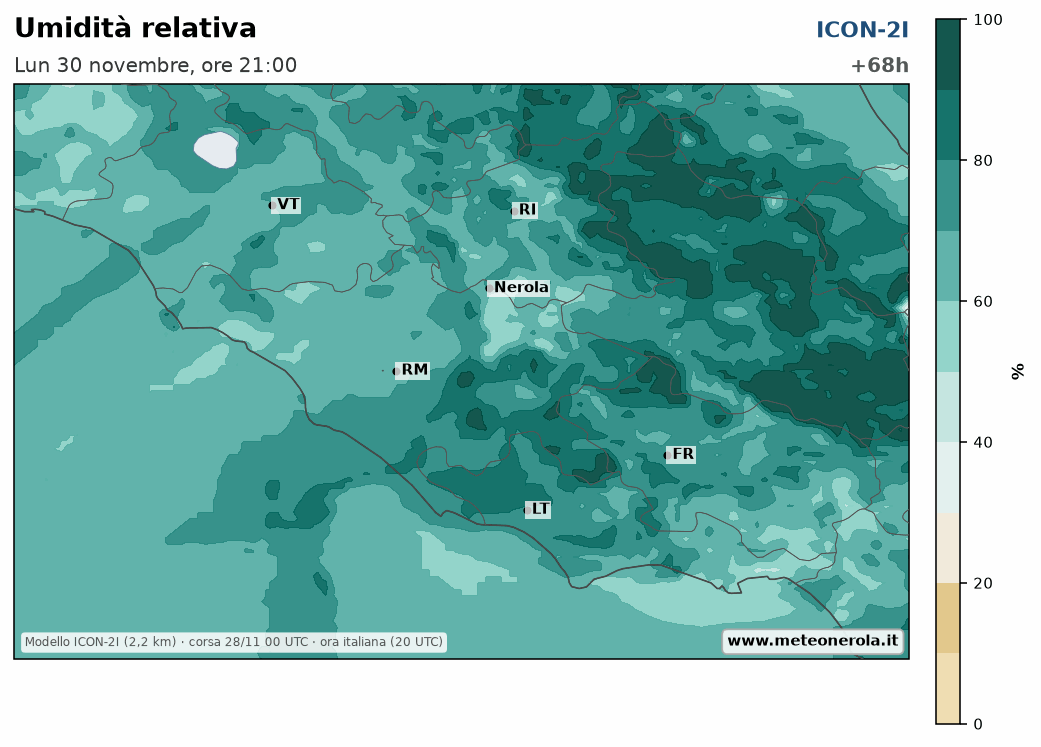 Umidità relativa
ICON-2I
Lun 30 novembre, ore 21:00
+68h
100
80
60
40
20
0
%
VT
RI
Nerola
RM
FR
LT
Modello ICON-2I (2,2 km) · corsa 28/11 00 UTC · ora italiana (20 UTC)
www.meteonerola.it